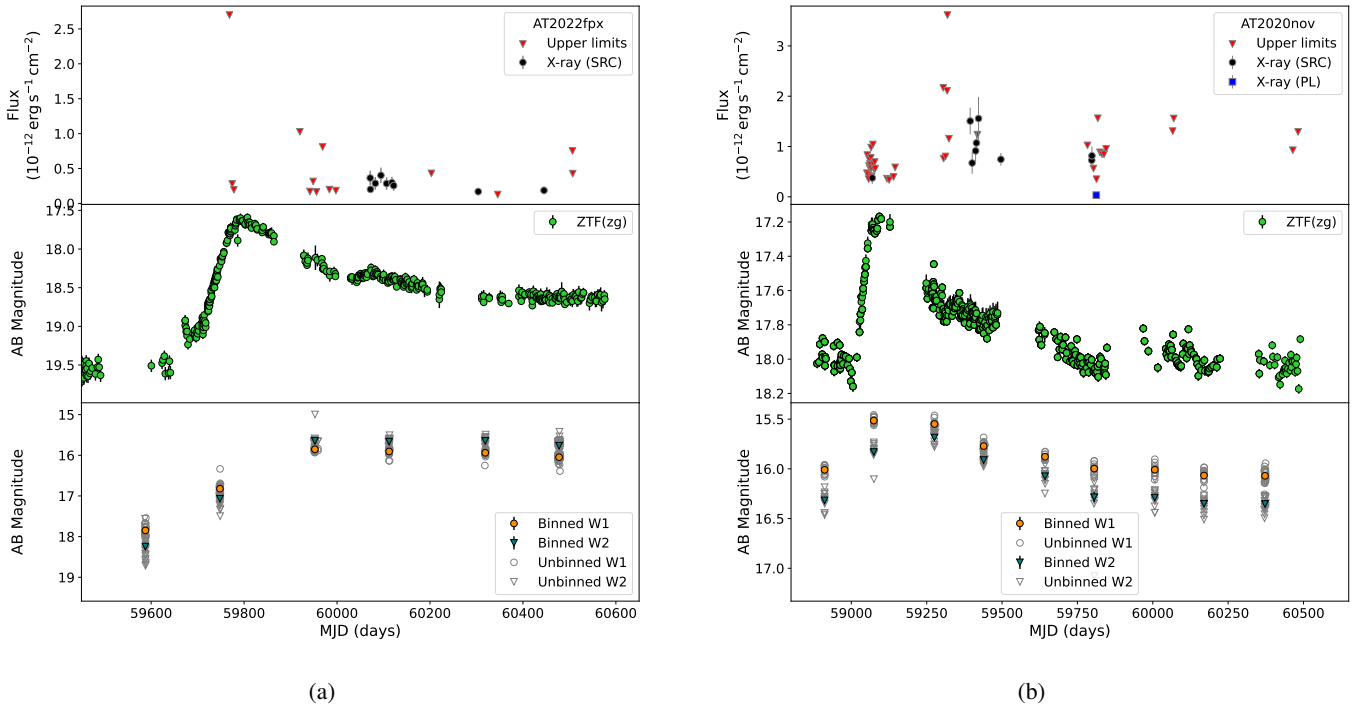 AT2022fpx
Upper limits
X-ray (SRC)
Flux
(10⁻¹² erg s⁻¹ cm⁻²)
2.5
2.0
1.5
1.0
0.5
0.0
ZTF(zg)
AB Magnitude
17.5
18.0
18.5
19.0
19.5
AB Magnitude
15
16
17
18
19
Binned W1
Binned W2
Unbinned W1
Unbinned W2
59600 59800 60000 60200 60400 60600
MJD (days)
(a)
AT2020nov
Upper limits
X-ray (SRC)
X-ray (PL)
Flux
(10⁻¹² erg s⁻¹ cm⁻²)
3
2
1
0
ZTF(zg)
AB Magnitude
17.2
17.4
17.6
17.8
18.0
18.2
AB Magnitude
15.5
16.0
16.5
17.0
Binned W1
Unbinned W1
Binned W2
Unbinned W2
59000 59250 59500 59750 60000 60250 60500
MJD (days)
(b)